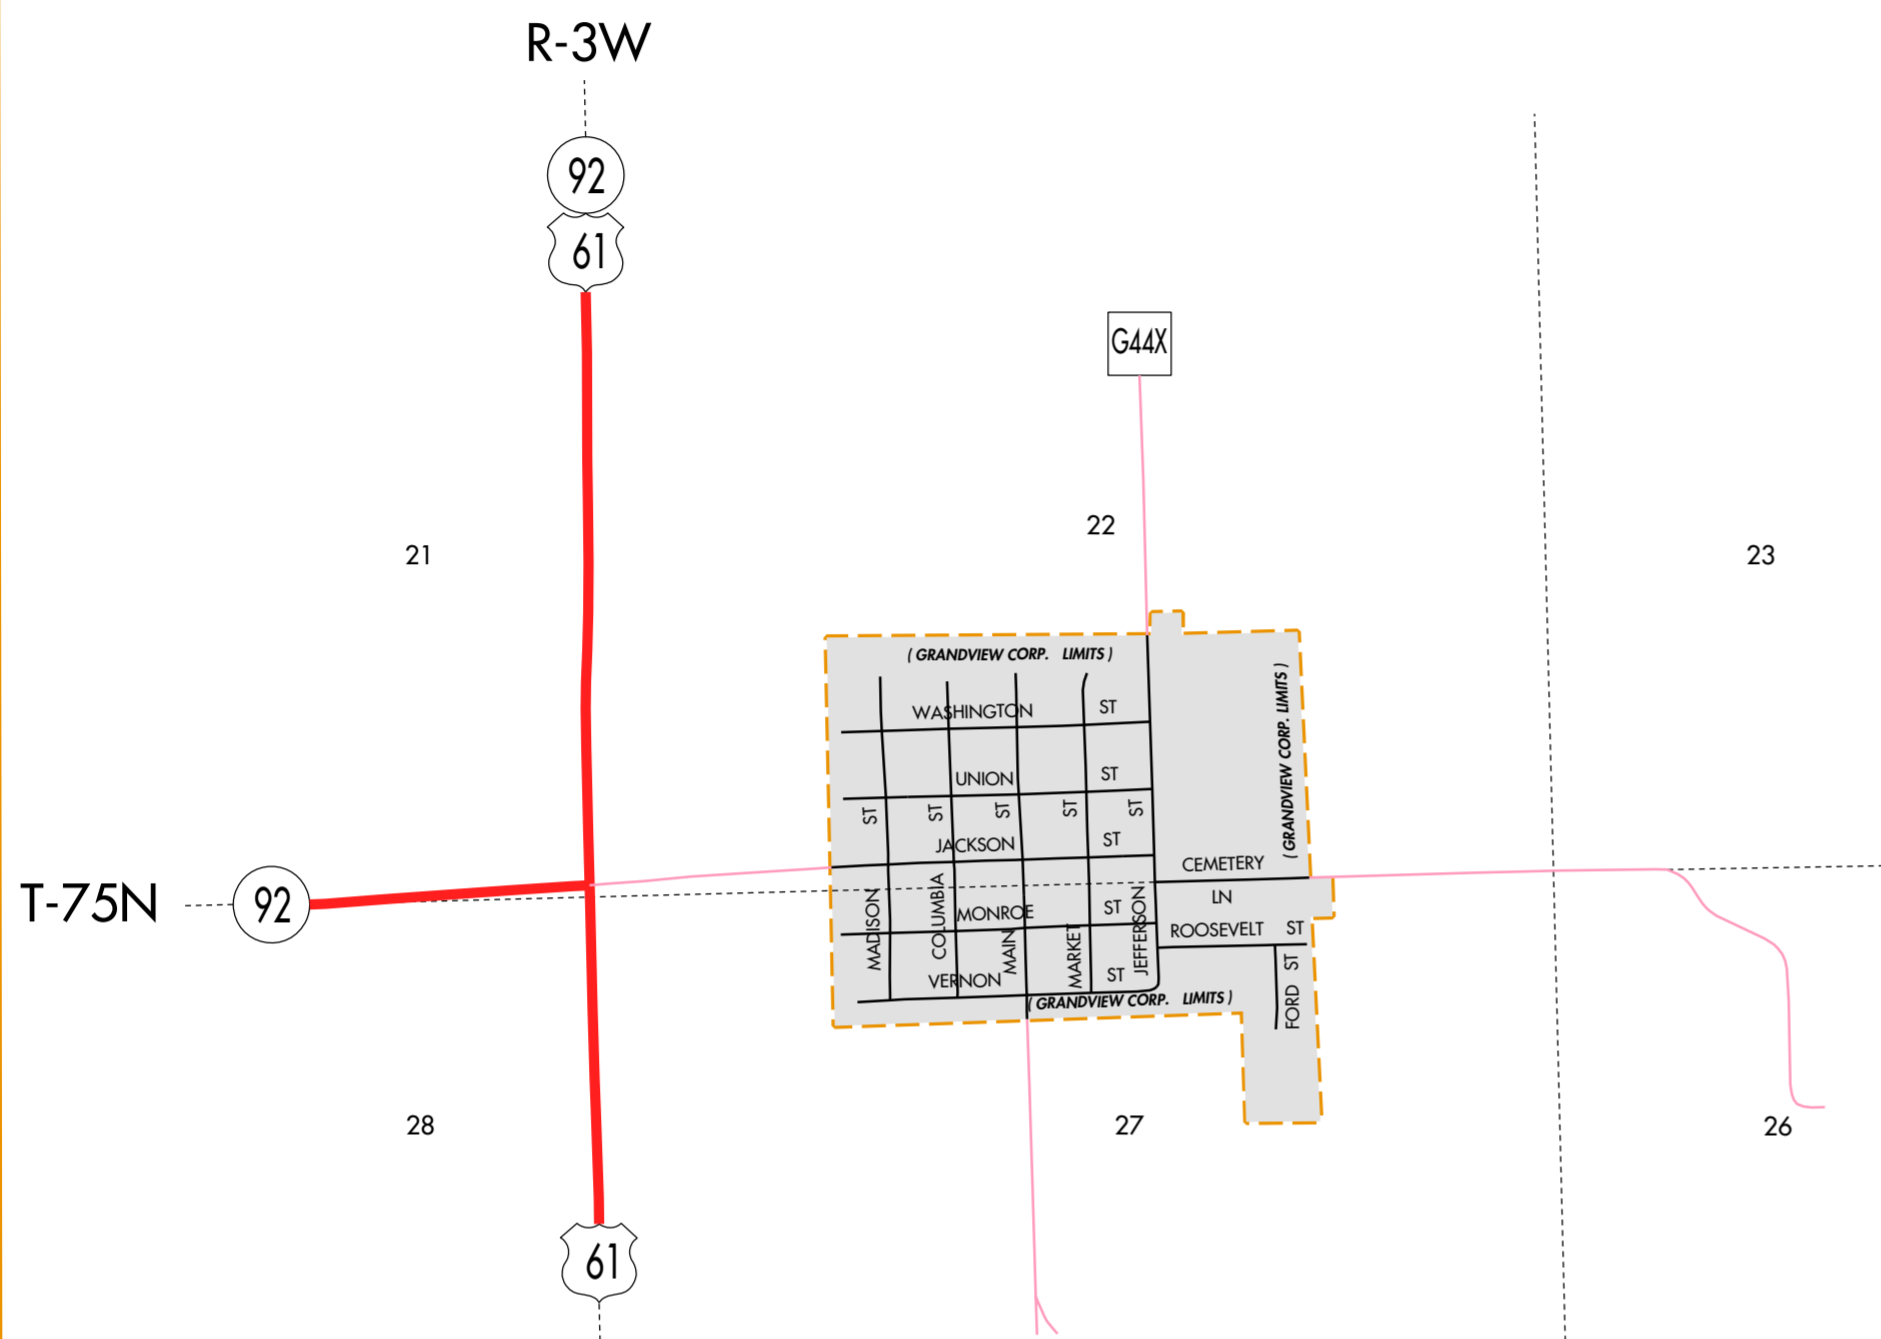 R-3W
92
61
G44X
22
21
23
( GRANDVIEW CORP. LIMITS )
(GRANDVIEW CORP. LIMITS )
WASHINGTON ST
UNION ST
ST
ST
ST
ST
ST
JACKSON ST
CEMETERY
LN
T-75N
92
MADISON
COLUMBIA
MAIN
MARKET
JEFFERSON
MONROE ST
ROOSEVELT ST
VERNON ST
FORD ST
( GRANDVIEW CORP. LIMITS )
28
27
26
61